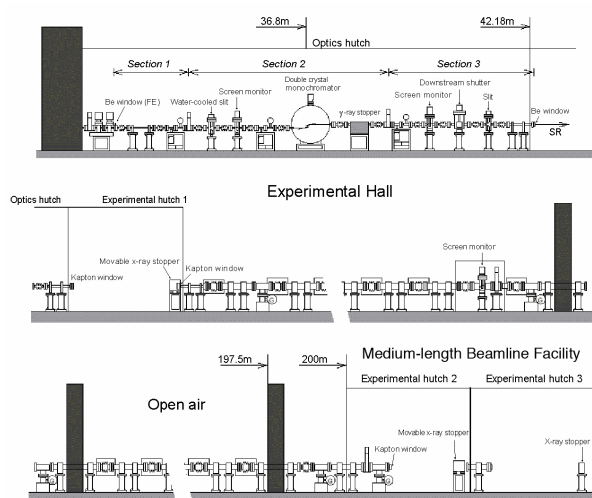 36.8m
42.18m
Optics hutch
Section 1
Section 2
Section 3
Double crystal
monochromator
Downstream shutter
Screen monitor
Screen monitor
Be window (FE)
Water-cooled slit
Slit
Be window
γ-ray stopper
SR
Experimental Hall
Optics hutch
Experimental hutch 1
Screen monitor
Movable x-ray stopper
Kapton window
Kapton window
Medium-length Beamline Facility
197.5m
200m
Experimental hutch 2
Experimental hutch 3
Open air
Movable x-ray stopper
X-ray stopper
Kapton window